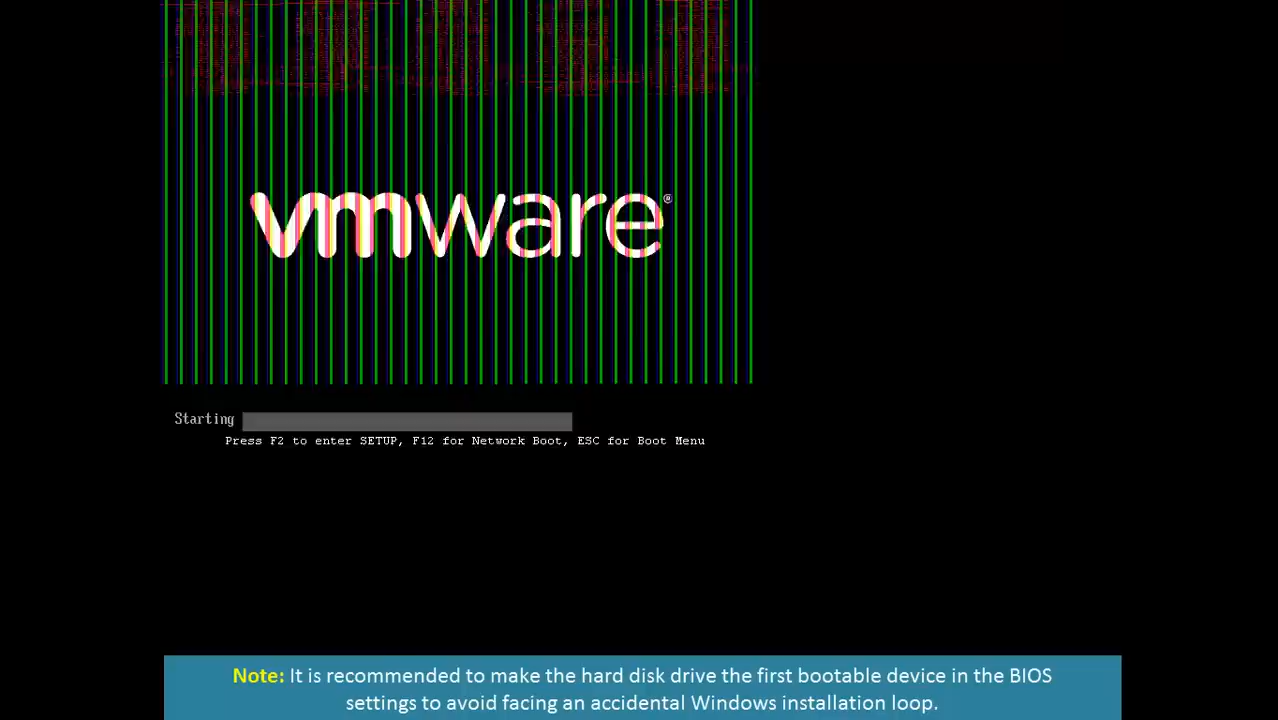 vmware®
Starting
Press F2 to enter SETUP, F12 for Network Boot, ESC for Boot Menu
Note: It is recommended to make the hard disk drive the first bootable device in the BIOS
settings to avoid facing an accidental Windows installation loop.